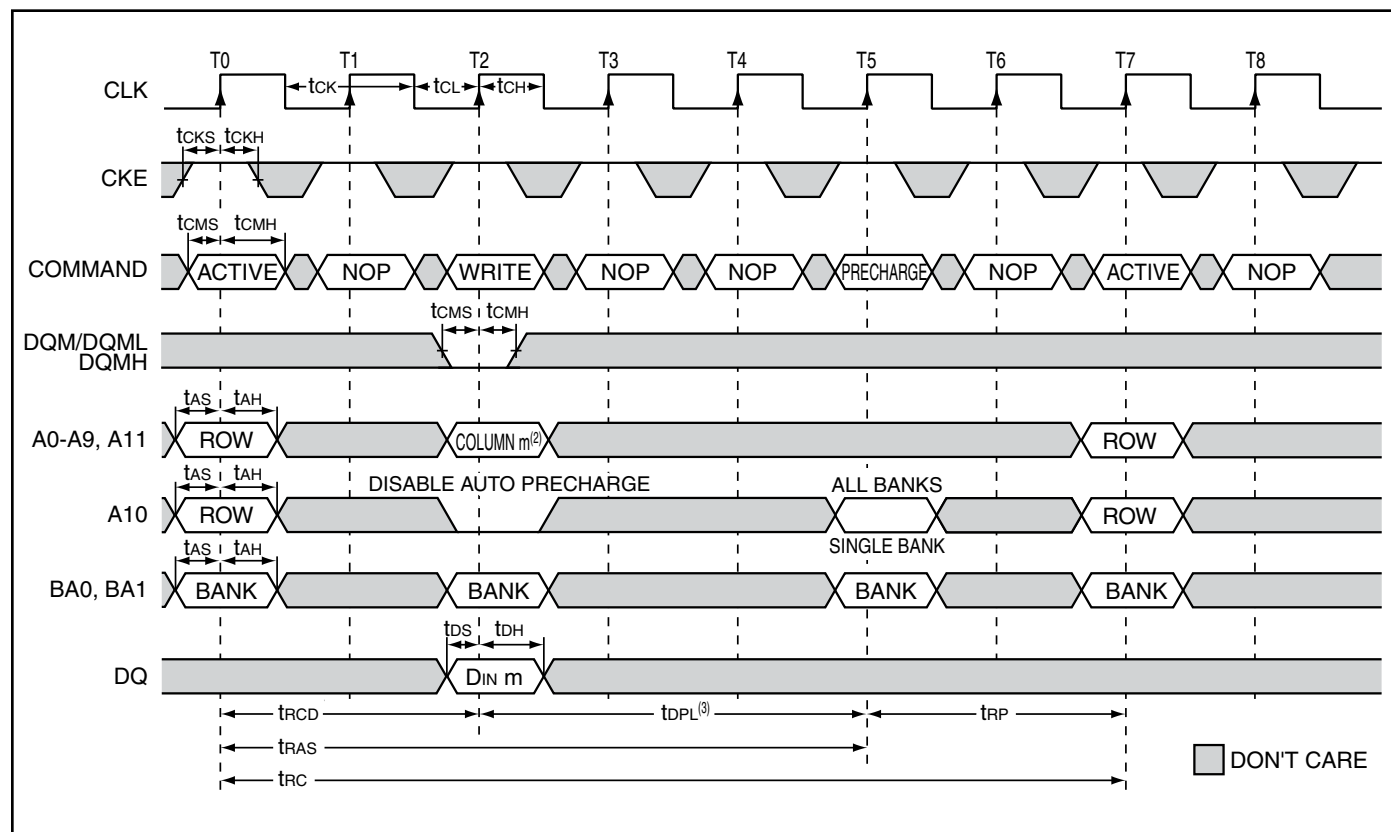 T0 T1 T2 T3 T4 T5 T6 T7 T8
CLK tCK tCL tCH
tCKS tCKH
CKE
tCMS tCMH
COMMAND ACTIVE NOP WRITE NOP NOP PRECHARGE NOP ACTIVE NOP
tCMS tCMH
DQM/DQML
DQMH
tAS tAH
A0-A9, A11 ROW COLUMN m(2) ROW
tAS tAH DISABLE AUTO PRECHARGE ALL BANKS
A10 ROW ROW
tAS tAH SINGLE BANK
BA0, BA1 BANK BANK BANK BANK
tDS tDH
DQ DIN m
tRCD tDPL(3) tRP
tRAS
DON'T CARE
tRC